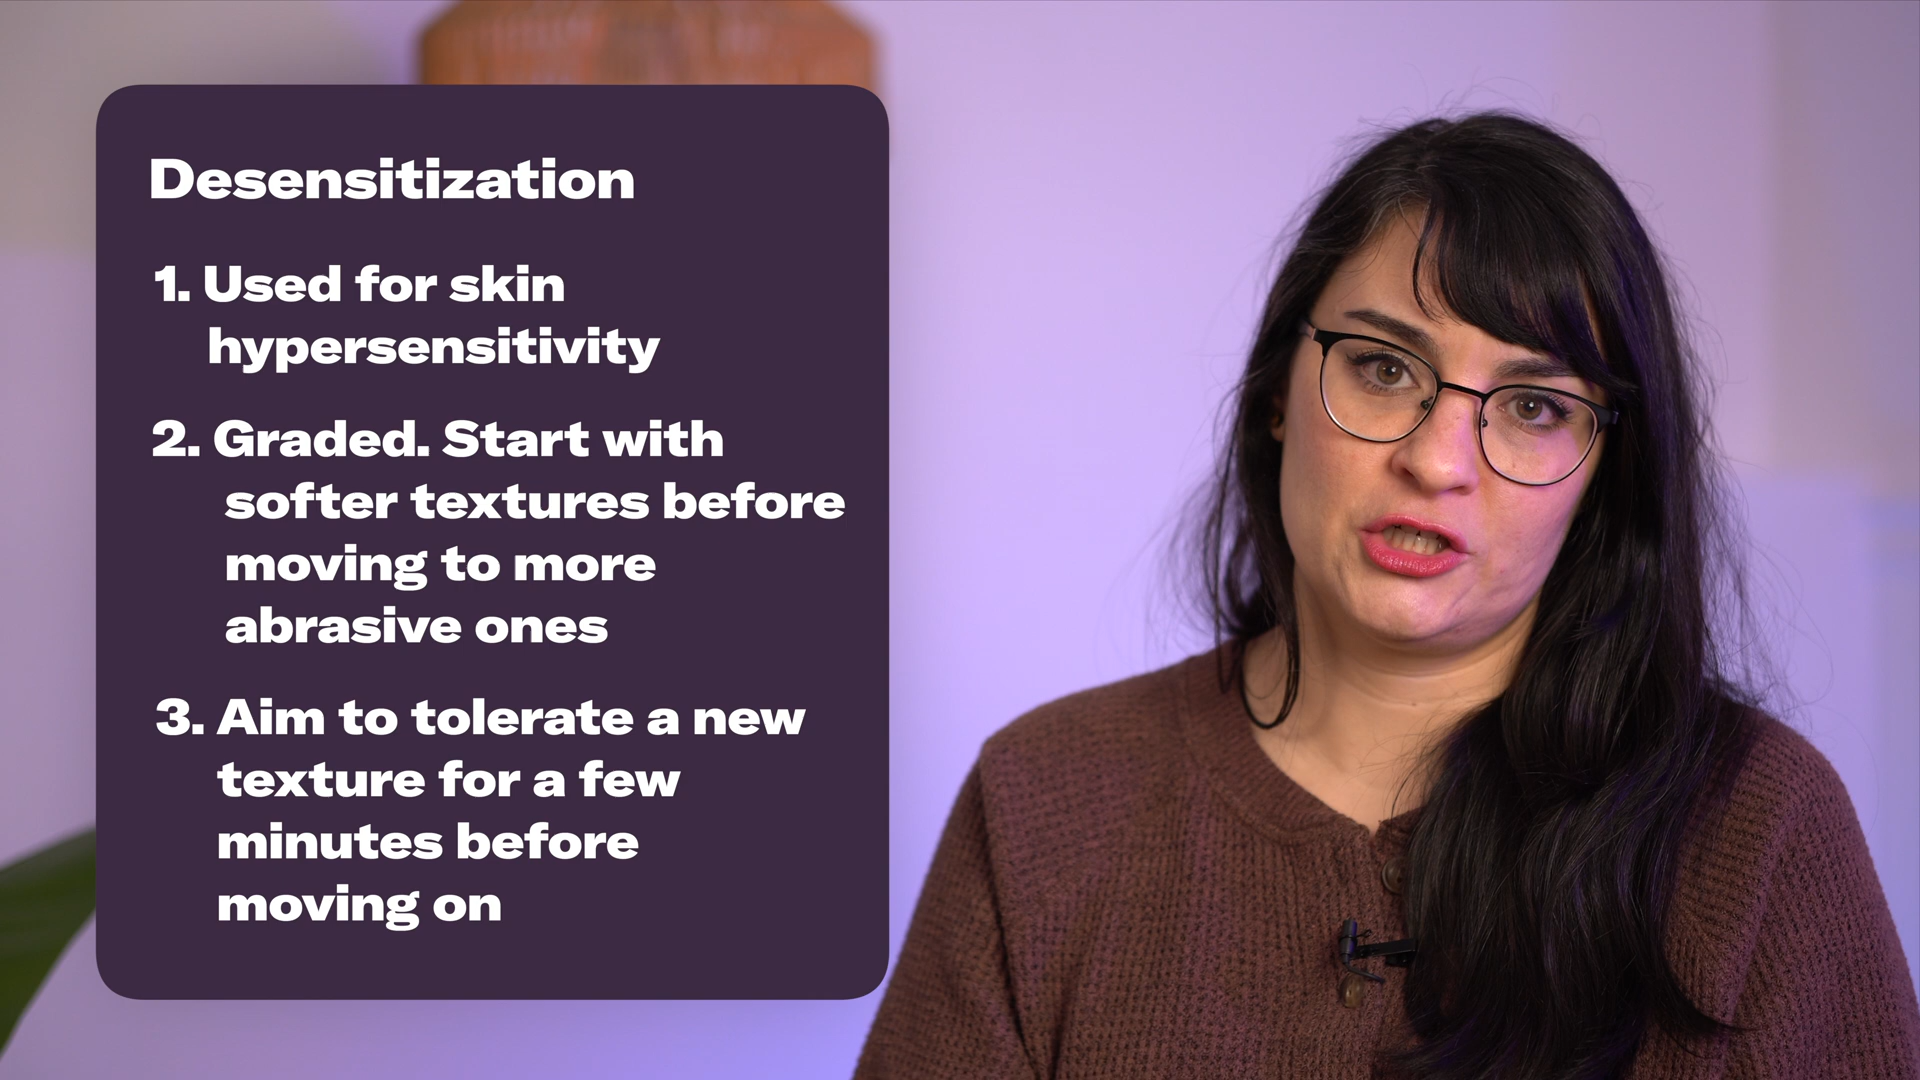 Desensitization
1. Used for skin
hypersensitivity
2. Graded. Start with
softer textures before
moving to more
abrasive ones
3. Aim to tolerate a new
texture for a few
minutes before
moving on